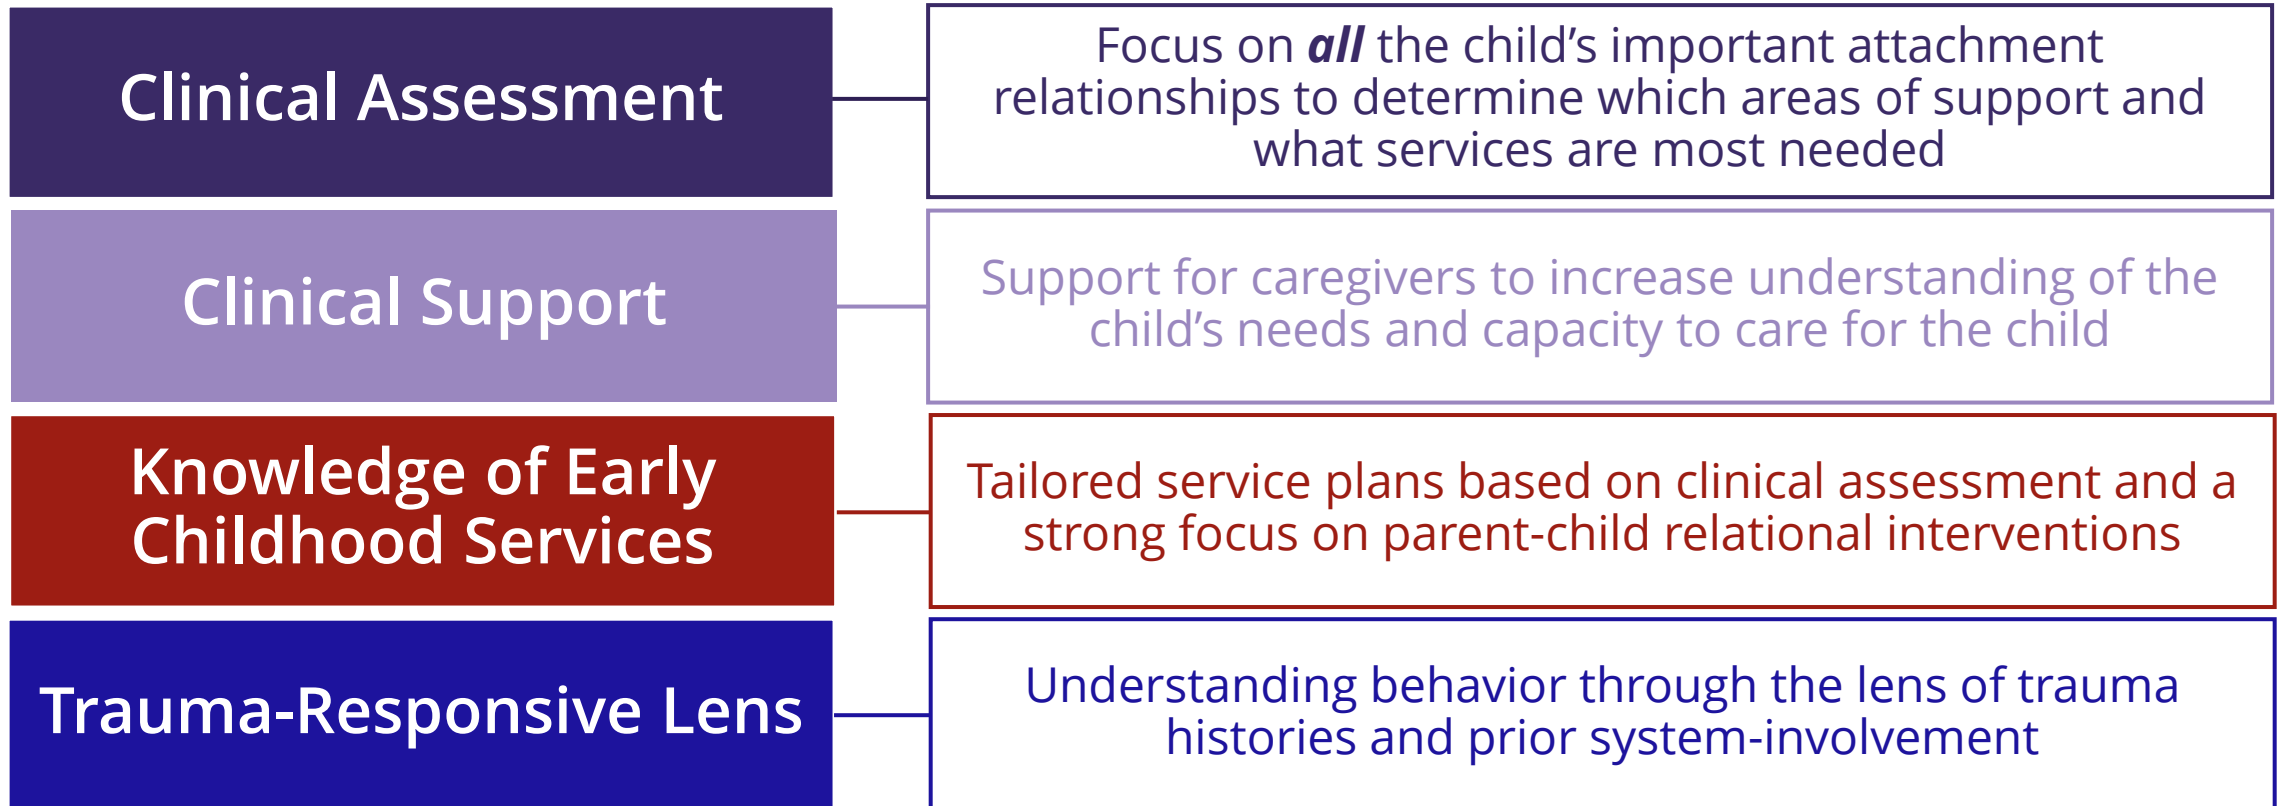 Clinical Assessment
Focus on all the child’s important attachment
relationships to determine which areas of support and
what services are most needed
Clinical Support
Support for caregivers to increase understanding of the
child’s needs and capacity to care for the child
Knowledge of Early
Childhood Services
Tailored service plans based on clinical assessment and a
strong focus on parent-child relational interventions
Trauma-Responsive Lens
Understanding behavior through the lens of trauma
histories and prior system-involvement